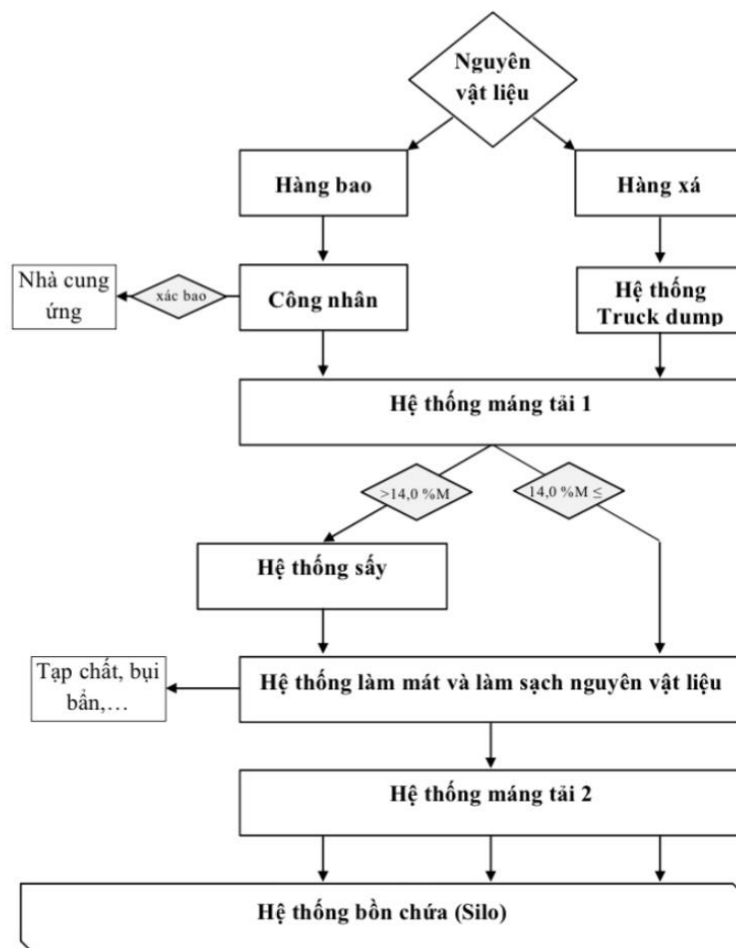 Nguyên
vật liệu
Hàng bao
Hàng xá
Nhà cung
ứng
xác bao
Công nhân
Hệ thống
Truck dump
Hệ thống máng tải 1
>14,0 %M
14,0 %M ≤
Hệ thống sấy
Tạp chất, bụi
bẩn,…
Hệ thống làm mát và làm sạch nguyên vật liệu
Hệ thống máng tải 2
Hệ thống bồn chứa (Silo)